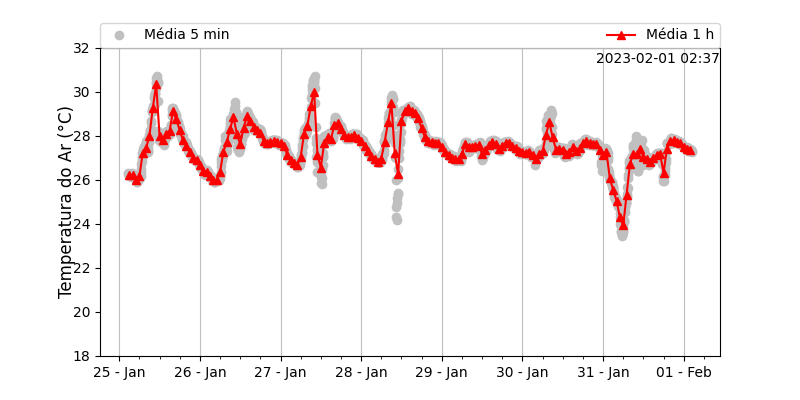 Média 5 min
Média 1 h
2023-02-01 02:37
Temperatura do Ar (°C)
32
30
28
26
24
22
20
18
25 - Jan
26 - Jan
27 - Jan
28 - Jan
29 - Jan
30 - Jan
31 - Jan
01 - Feb